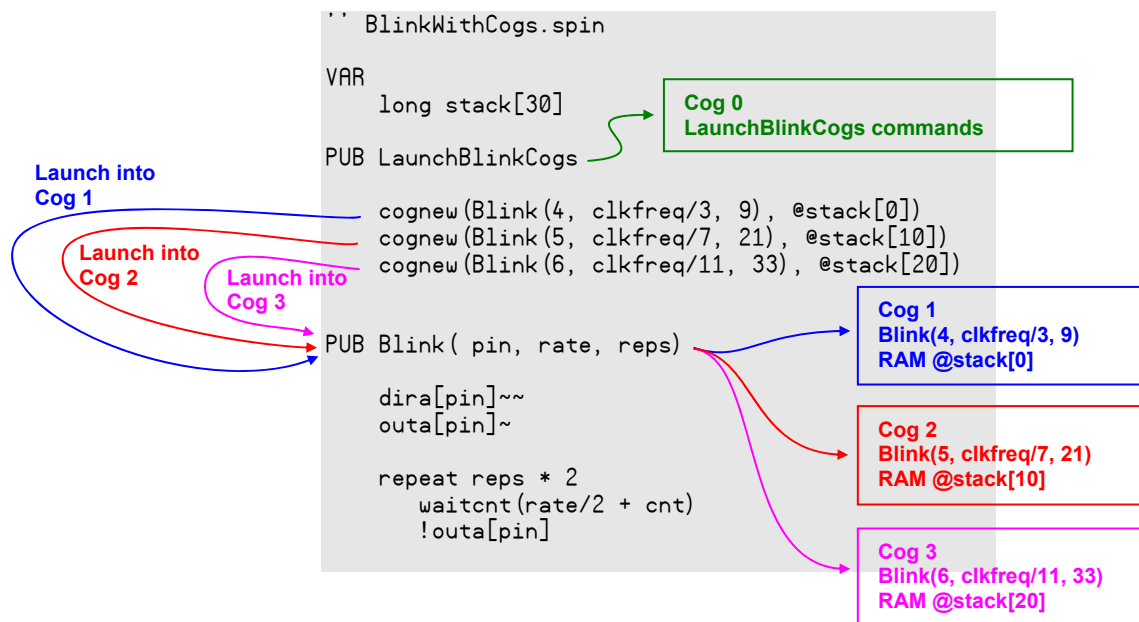 '' BlinkWithCogs.spin
VAR
long stack[30]
PUB LaunchBlinkCogs
cognew(Blink(4, clkfreq/3, 9), @stack[0])
cognew(Blink(5, clkfreq/7, 21), @stack[10])
cognew(Blink(6, clkfreq/11, 33), @stack[20])
PUB Blink( pin, rate, reps)
dira[pin]~~
outa[pin]~
repeat reps * 2
waitcnt(rate/2 + cnt)
!outa[pin]
Launch into
Cog 1
Launch into
Cog 2
Launch into
Cog 3
Cog 0
LaunchBlinkCogs commands
Cog 1
Blink(4, clkfreq/3, 9)
RAM @stack[0]
Cog 2
Blink(5, clkfreq/7, 21)
RAM @stack[10]
Cog 3
Blink(6, clkfreq/11, 33)
RAM @stack[20]